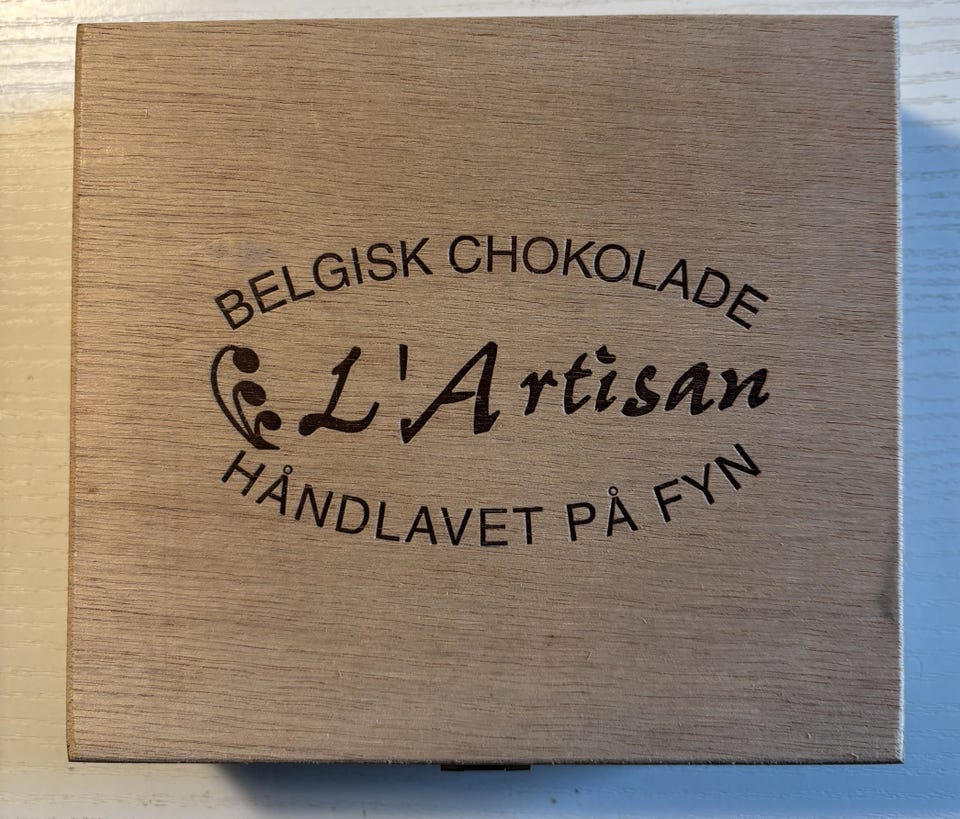 BELGISK CHOKOLADE
L'Artisan
HÅNDLAVET PÅ FYN